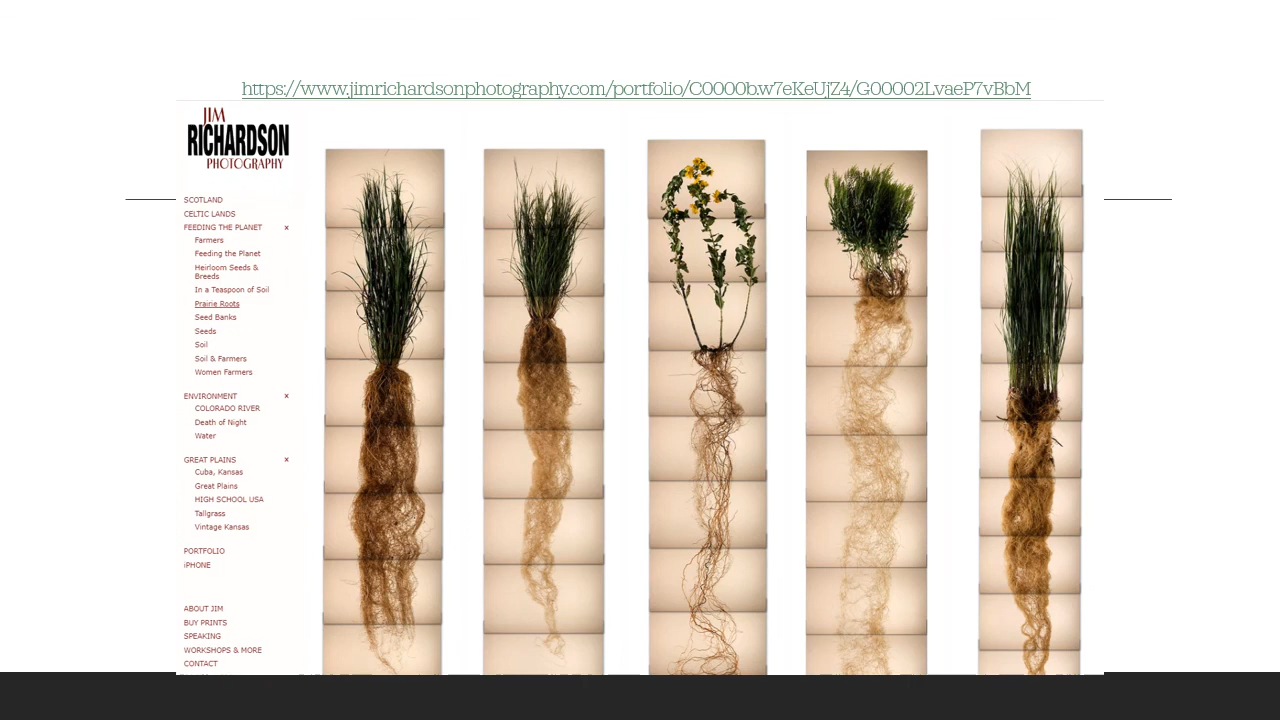 https://www.jimrichardsonphotography.com/portfolio/C0000b.w7eKeUjZ4/G00002LvaeP7vBbM
JIM
RICHARDSON
PHOTOGRAPHY
SCOTLAND
CELTIC LANDS
FEEDING THE PLANET x
Farmers
Feeding the Planet
Heirloom Seeds &
Breeds
In a Teaspoon of Soil
Prairie Roots
Seed Banks
Seeds
Soil
Soil & Farmers
Women Farmers
ENVIRONMENT x
COLORADO RIVER
Death of Night
Water
GREAT PLAINS x
Cuba, Kansas
Great Plains
HIGH SCHOOL USA
Tallgrass
Vintage Kansas
PORTFOLIO
iPHONE
ABOUT JIM
BUY PRINTS
SPEAKING
WORKSHOPS & MORE
CONTACT